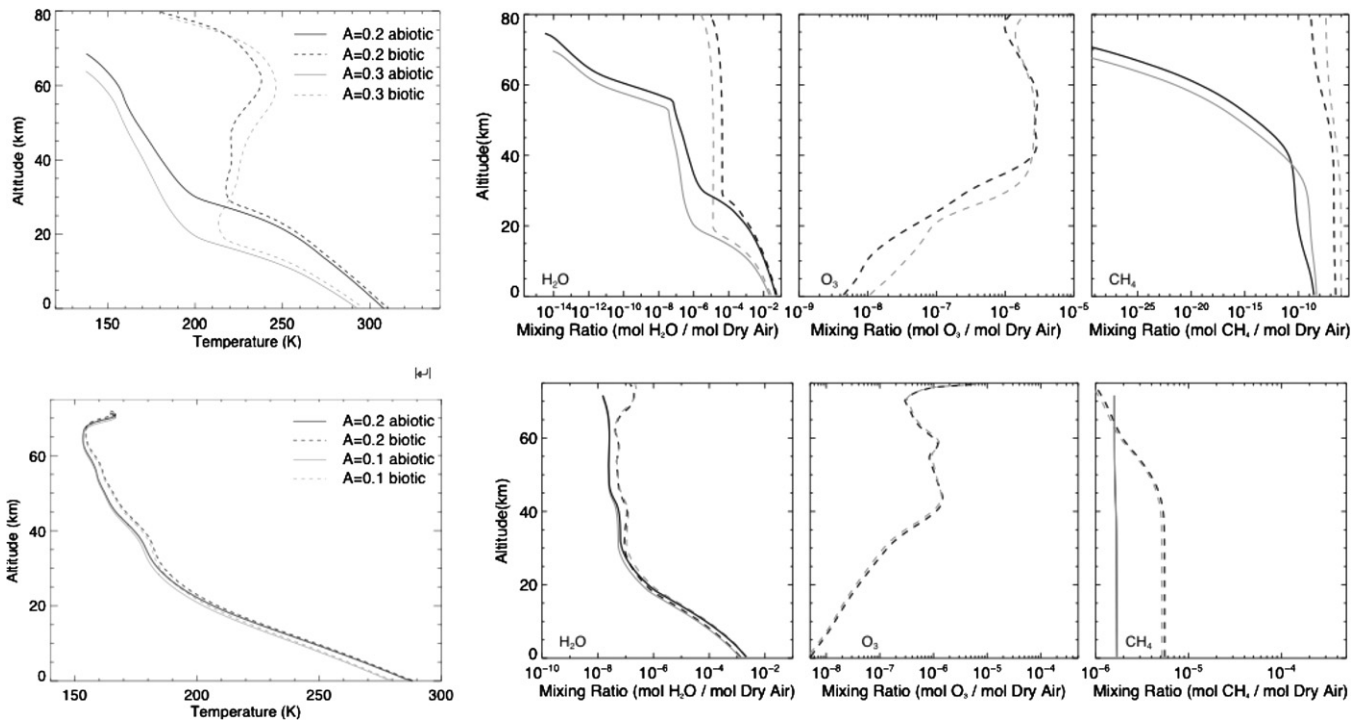 80
60
40
20
0
Altitude (km)
150
200
250
300
Temperature (K)
A=0.2 abiotic
A=0.2 biotic
A=0.3 abiotic
A=0.3 biotic
80
60
40
20
0
Altitude(km)
H₂O
10⁻¹⁴ 10⁻¹² 10⁻¹⁰ 10⁻⁸ 10⁻⁶ 10⁻⁴ 10⁻²
Mixing Ratio (mol H₂O / mol Dry Air)
O₃
10⁻⁹ 10⁻⁸ 10⁻⁷ 10⁻⁶ 10⁻⁵
Mixing Ratio (mol O₃ / mol Dry Air)
CH₄
10⁻²⁵ 10⁻²⁰ 10⁻¹⁵ 10⁻¹⁰
Mixing Ratio (mol CH₄ / mol Dry Air)
60
40
20
0
Altitude (km)
150
200
250
300
Temperature (K)
A=0.2 abiotic
A=0.2 biotic
A=0.1 abiotic
A=0.1 biotic
80
60
40
20
0
Altitude(km)
H₂O
10⁻¹⁰ 10⁻⁸ 10⁻⁶ 10⁻⁴ 10⁻²
Mixing Ratio (mol H₂O / mol Dry Air)
O₃
10⁻⁸ 10⁻⁷ 10⁻⁶ 10⁻⁵ 10⁻⁴
Mixing Ratio (mol O₃ / mol Dry Air)
CH₄
10⁻⁶ 10⁻⁵
Mixing Ratio (mol CH₄ / mol Dry Air)